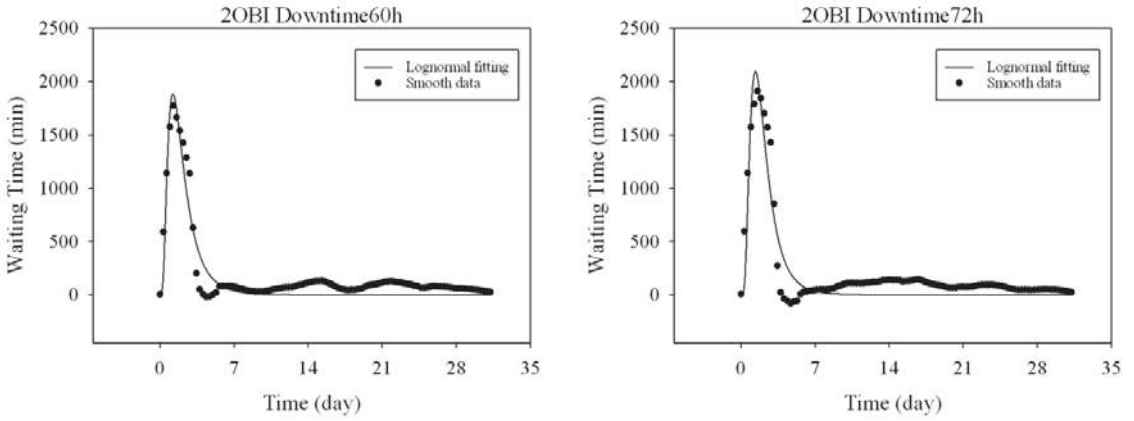 2OBI Downtime60h
2500
2000
1500
1000
500
0
Waiting Time (min)
Lognormal fitting
Smooth data
0 7 14 21 28 35
Time (day)
2OBI Downtime72h
2500
2000
1500
1000
500
0
Waiting Time (min)
Lognormal fitting
Smooth data
0 7 14 21 28 35
Time (day)